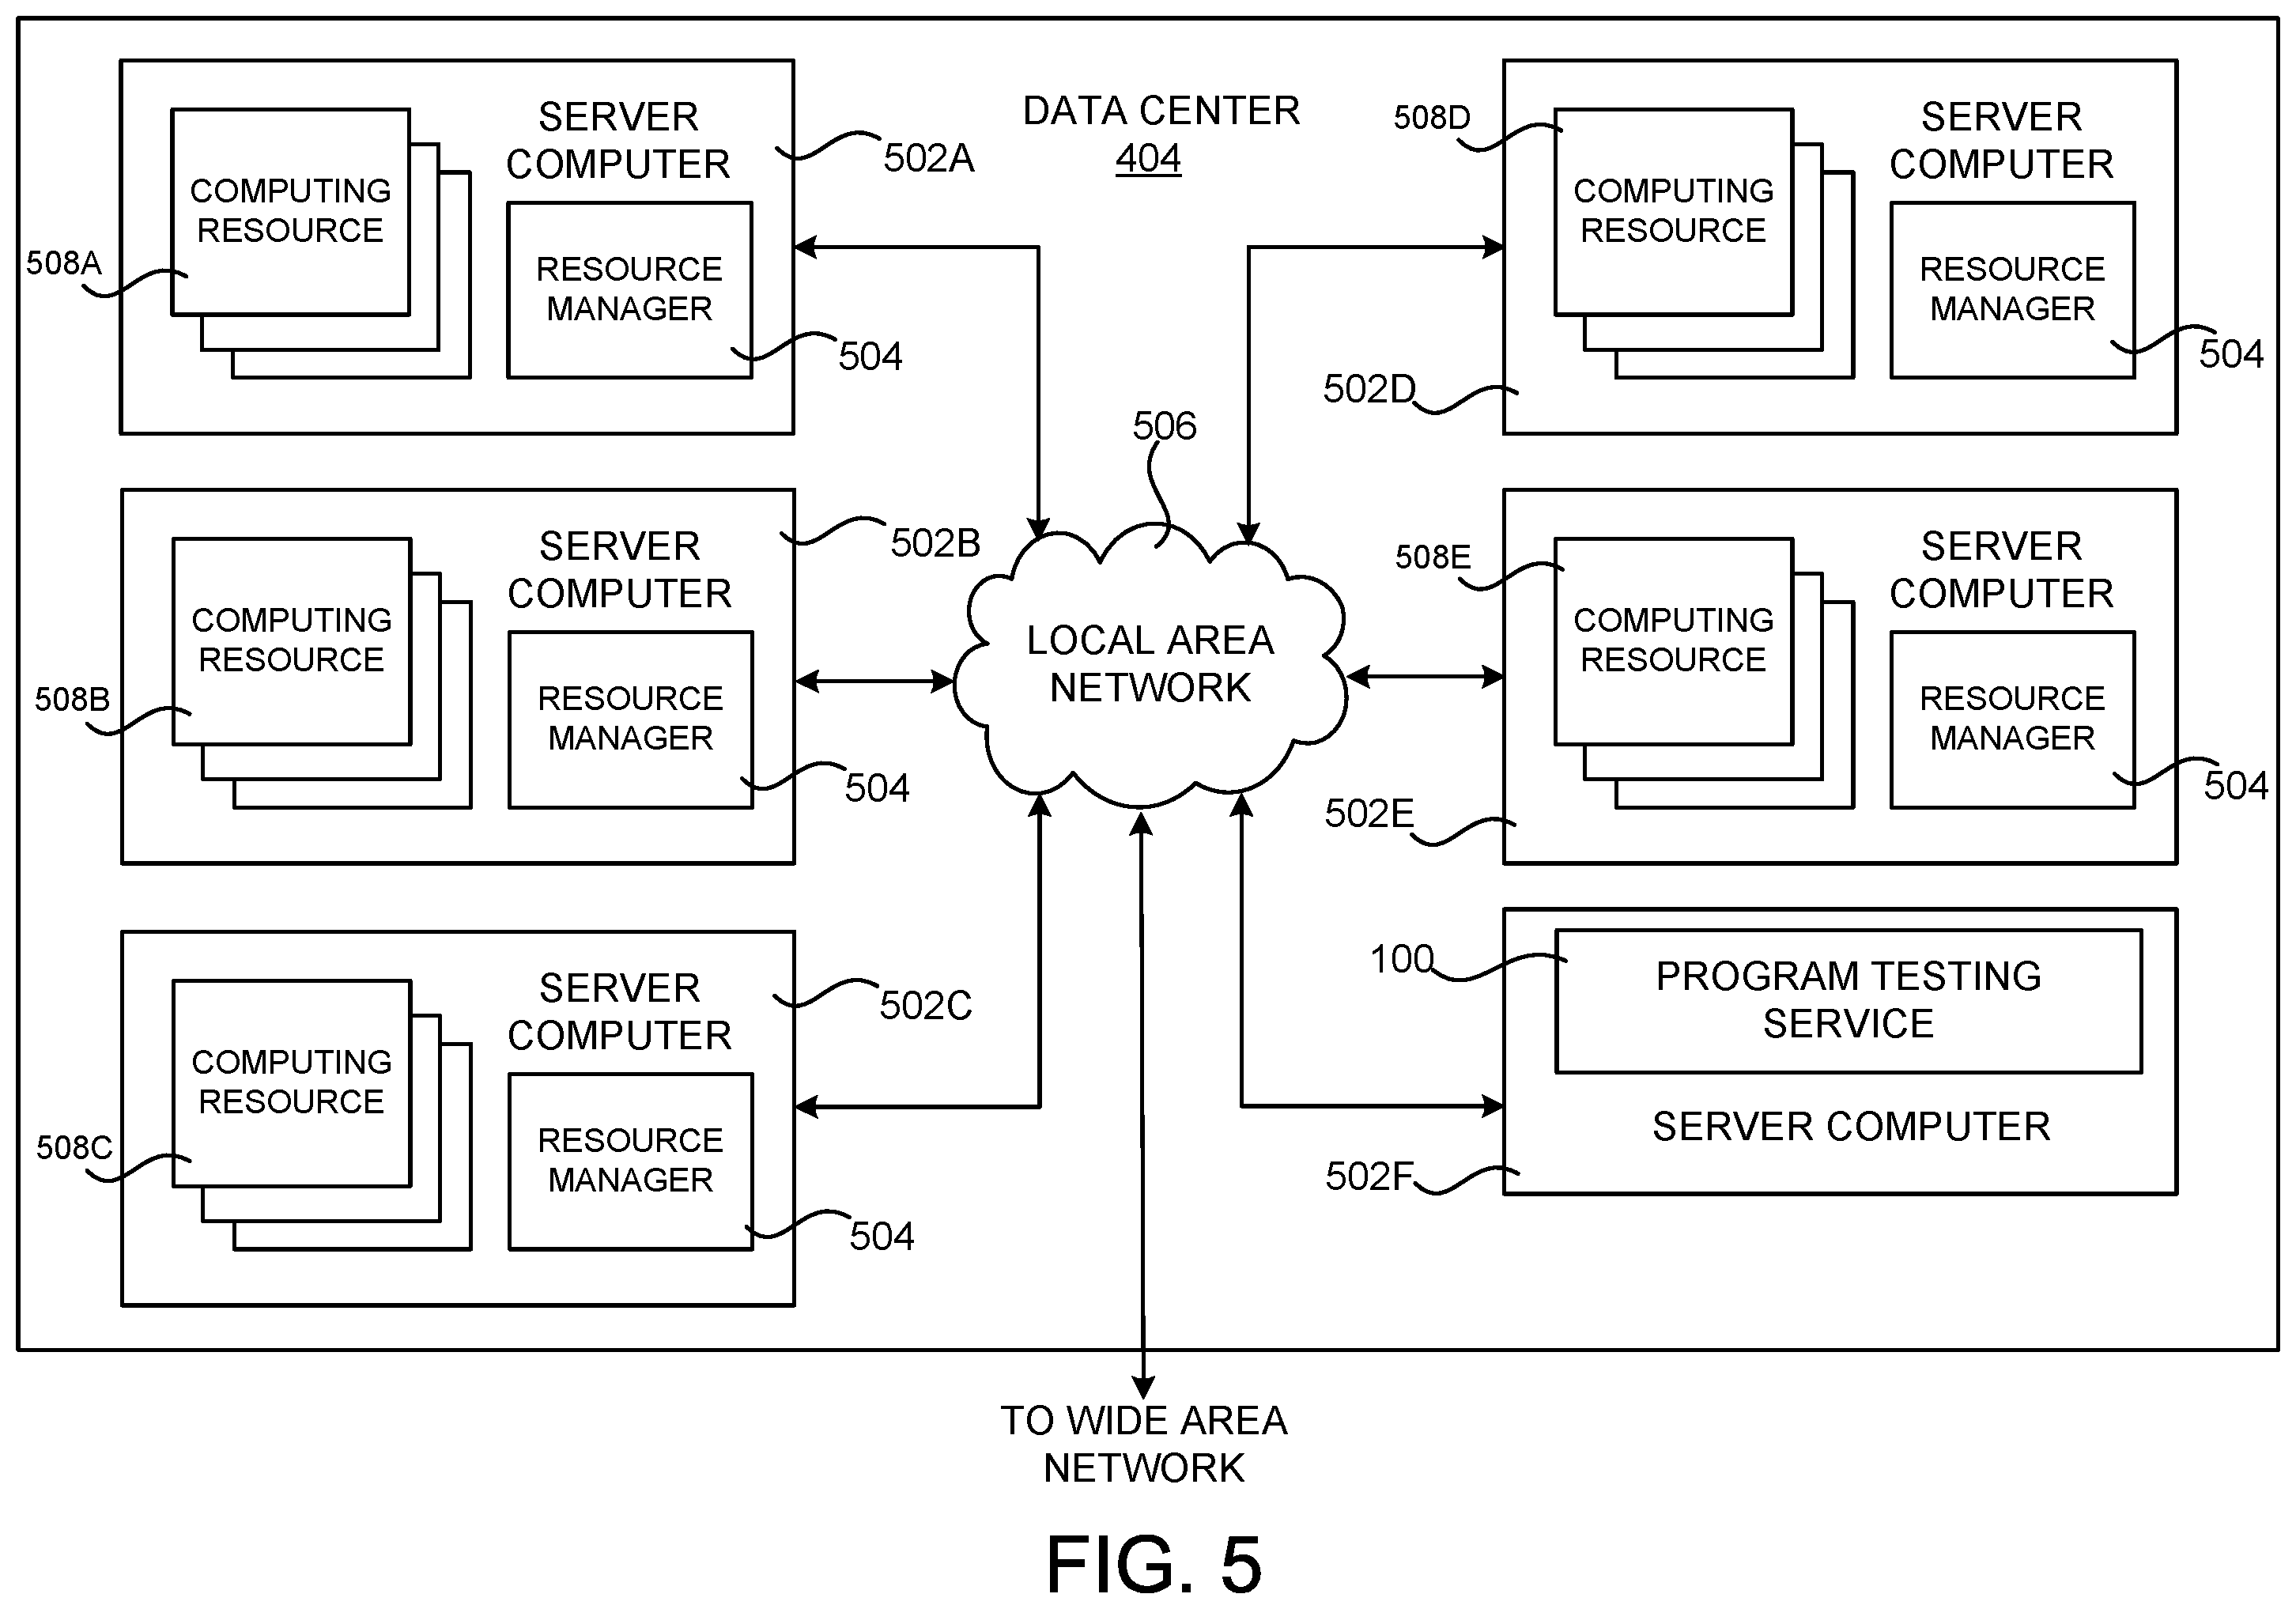 DATA CENTER
404
SERVER
COMPUTER
502A
COMPUTING
RESOURCE
508A
RESOURCE
MANAGER
504
SERVER
COMPUTER
502B
COMPUTING
RESOURCE
508B
RESOURCE
MANAGER
504
SERVER
COMPUTER
502C
COMPUTING
RESOURCE
508C
RESOURCE
MANAGER
504
506
LOCAL AREA
NETWORK
508D
COMPUTING
RESOURCE
SERVER
COMPUTER
RESOURCE
MANAGER
504
502D
508E
COMPUTING
RESOURCE
SERVER
COMPUTER
RESOURCE
MANAGER
504
502E
100
PROGRAM TESTING
SERVICE
SERVER COMPUTER
502F
TO WIDE AREA
NETWORK
FIG. 5